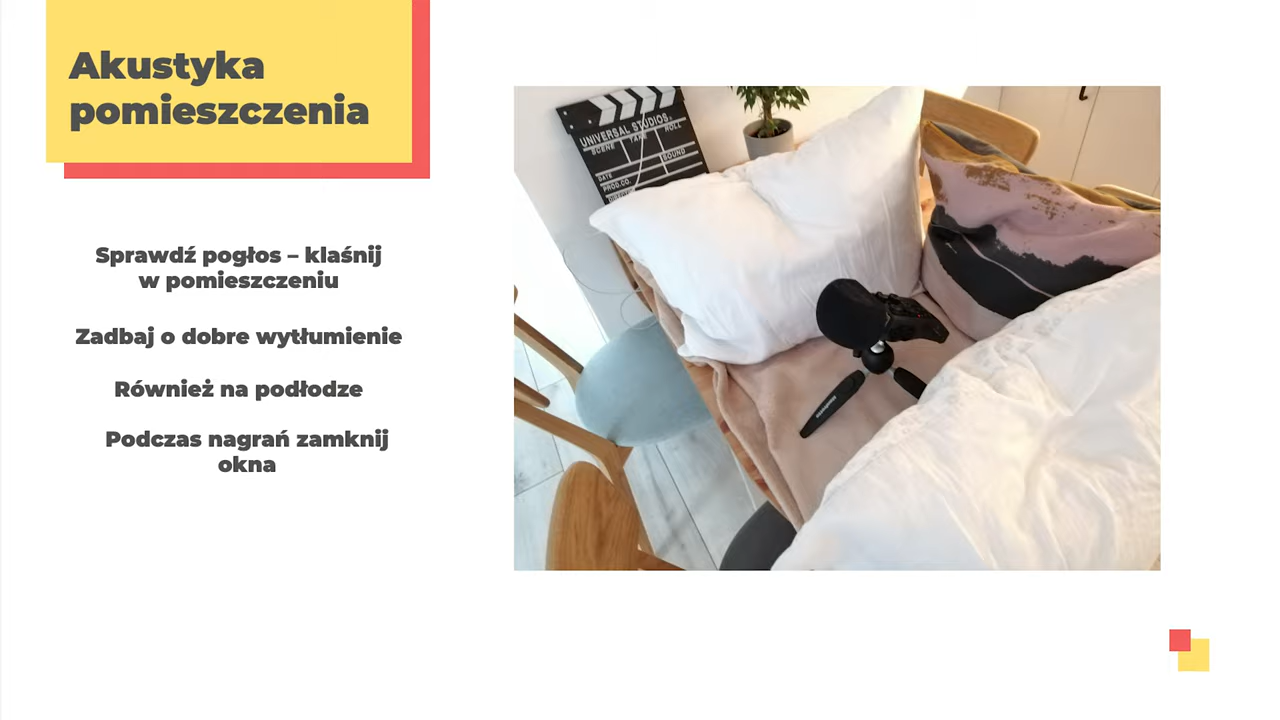 Akustyka
pomieszczenia
Sprawdź pogłos – klaśnij
w pomieszczeniu
Zadbaj o dobre wytłumienie
Również na podłodze
Podczas nagrań zamknij
okna
UNIVERSAL STUDIOS
SCENE TAKE ROLL
SOUND
DATE
PROD.CO.